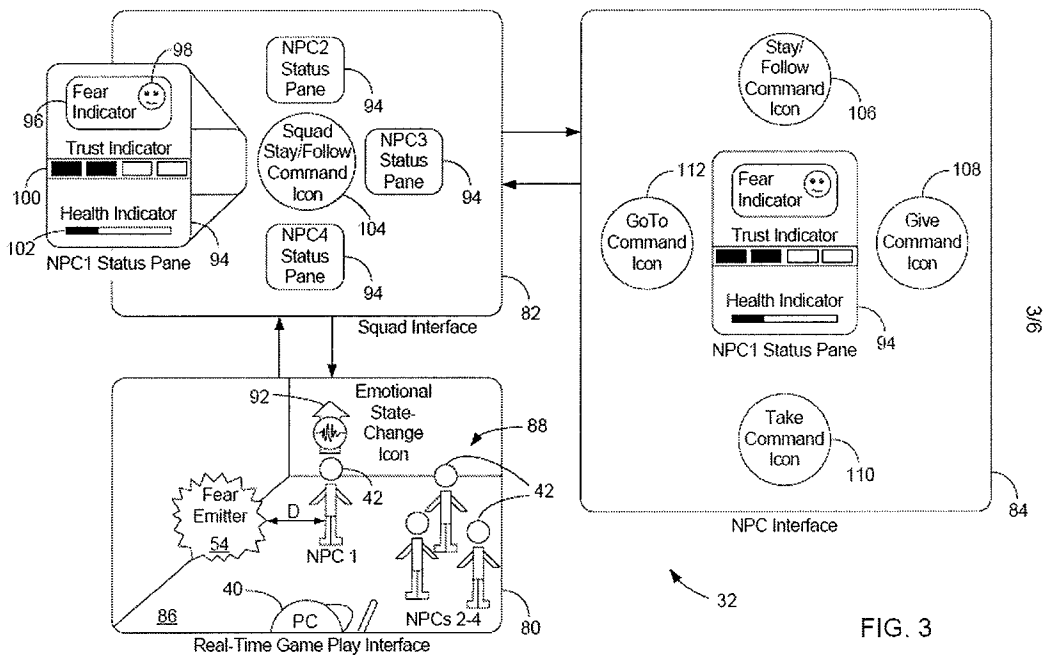 98
Fear
Indicator
96
Trust Indicator
100
Health Indicator
102
NPC1 Status Pane
94
NPC2
Status
Pane
94
Squad
Stay/Follow
Command
Icon
104
NPC3
Status
Pane
94
NPC4
Status
Pane
94
82
Squad Interface
Stay/
Follow
Command
Icon
106
112
GoTo
Command
Icon
Fear
Indicator
Trust Indicator
Health Indicator
NPC1 Status Pane
94
108
Give
Command
Icon
Take
Command
Icon
110
84
NPC Interface
3/6
92
Emotional
State-
Change
Icon
88
42
42
Fear
Emitter
54
D
NPC 1
40
86
PC
NPCs 2-4
80
Real-Time Game Play Interface
32
FIG. 3